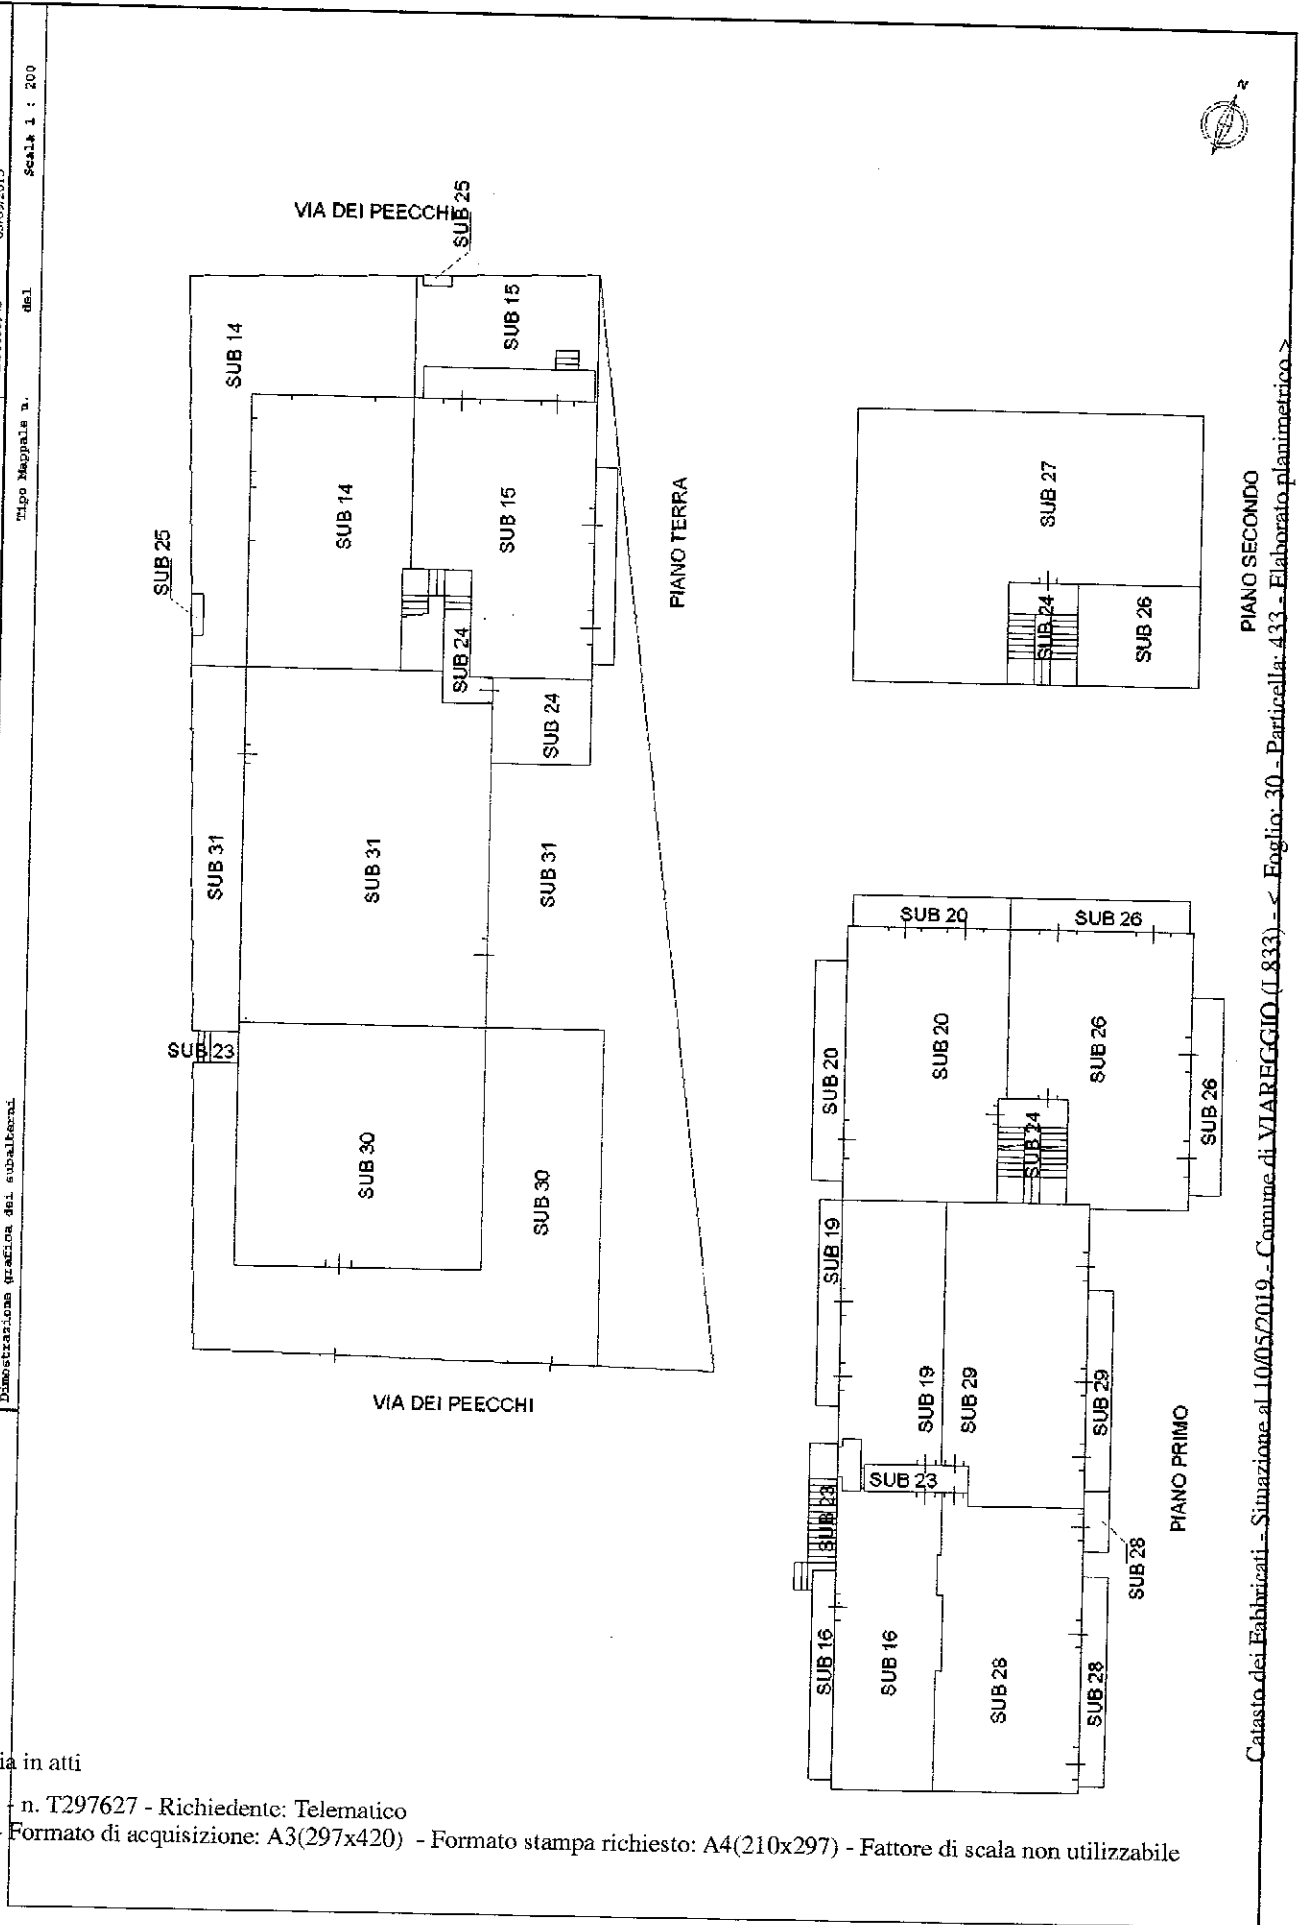 Dimostrazione grafica dei subalterni
Tipo Mappale n.
del
Scala 1 : 200
VIA DEI PEECCHI
SUB 25
SUB 14
SUB 15
SUB 25
SUB 14
SUB 15
PIANO TERRA
SUB 24
SUB 24
SUB 31
SUB 31
SUB 31
SUB 23
SUB 30
SUB 30
VIA DEI PEECCHI
SUB 27
SUB 24
SUB 26
PIANO SECONDO
SUB 20
SUB 26
SUB 20
SUB 20
SUB 26
SUB 26
SUB 24
SUB 19
SUB 19
SUB 29
SUB 29
SUB 23
SUB 23
PIANO PRIMO
SUB 28
SUB 16
SUB 16
SUB 28
SUB 28
Catasto dei Fabbricati - Situazione al 10/05/2019 - Comune di VIAREGGIO (L833) - < Foglio: 30 - Particella: 433 - Elaborato planimetrico >
ia in atti
- n. T297627 - Richiedente: Telematico
- Formato di acquisizione: A3(297x420) - Formato stampa richiesto: A4(210x297) - Fattore di scala non utilizzabile